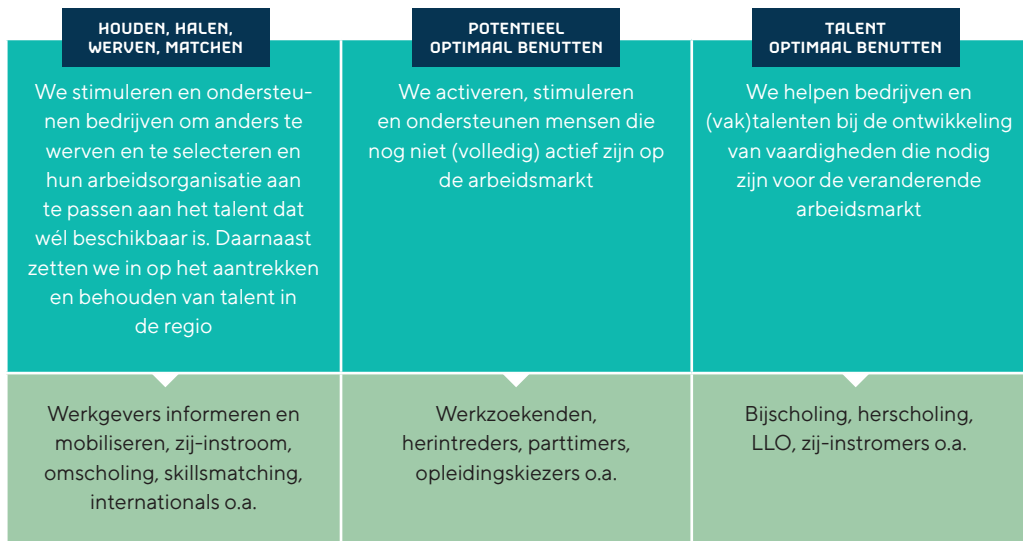 HOUDEN, HALEN,
WERVEN, MATCHEN
We stimuleren en ondersteu-
nen bedrijven om anders te
werven en te selecteren en
hun arbeidsorganisatie aan
te passen aan het talent dat
wél beschikbaar is. Daarnaast
zetten we in op het aantrekken
en behouden van talent in
de regio
Werkgevers informeren en
mobiliseren, zij-instroom,
omscholing, skillsmatching,
internationals o.a.
POTENTIEEL
OPTIMAAL BENUTTEN
We activeren, stimuleren
en ondersteunen mensen die
nog niet (volledig) actief zijn op
de arbeidsmarkt
Werkzoekenden,
herintreders, parttimers,
opleidingskiezers o.a.
TALENT
OPTIMAAL BENUTTEN
We helpen bedrijven en
(vak)talenten bij de ontwikkeling
van vaardigheden die nodig
zijn voor de veranderende
arbeidsmarkt
Bijscholing, herscholing,
LLO, zij-instromers o.a.